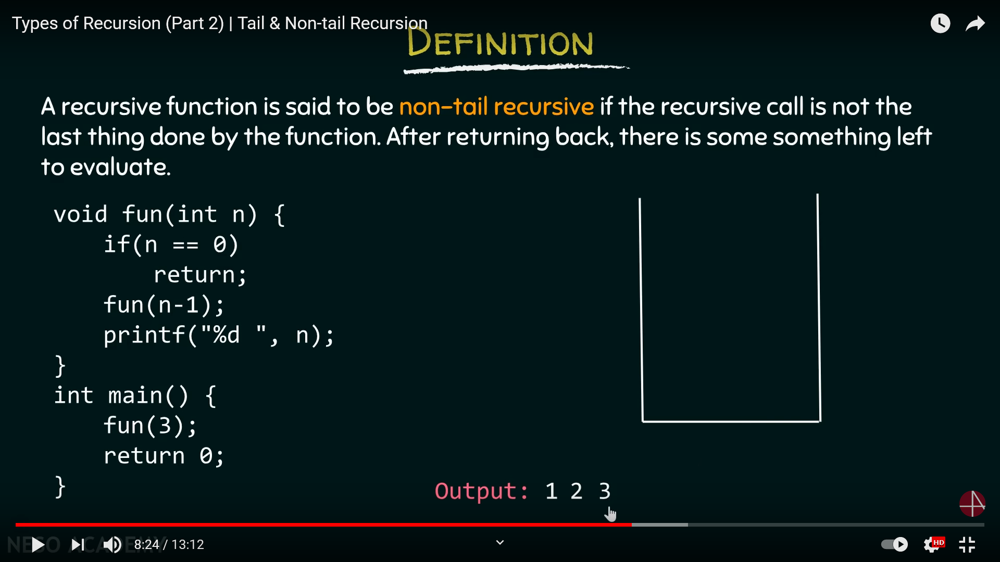 Types of Recursion (Part 2) | Tail & Non-tail Recursion
DEFINITION
A recursive function is said to be non-tail recursive if the recursive call is not the
last thing done by the function. After returning back, there is some something left
to evaluate.
void fun(int n) {
if(n == 0)
return;
fun(n-1);
printf("%d ", n);
}
int main() {
fun(3);
return 0;
}
Output: 1 2 3
NESO ACADEMY
8:24 / 13:12
HD